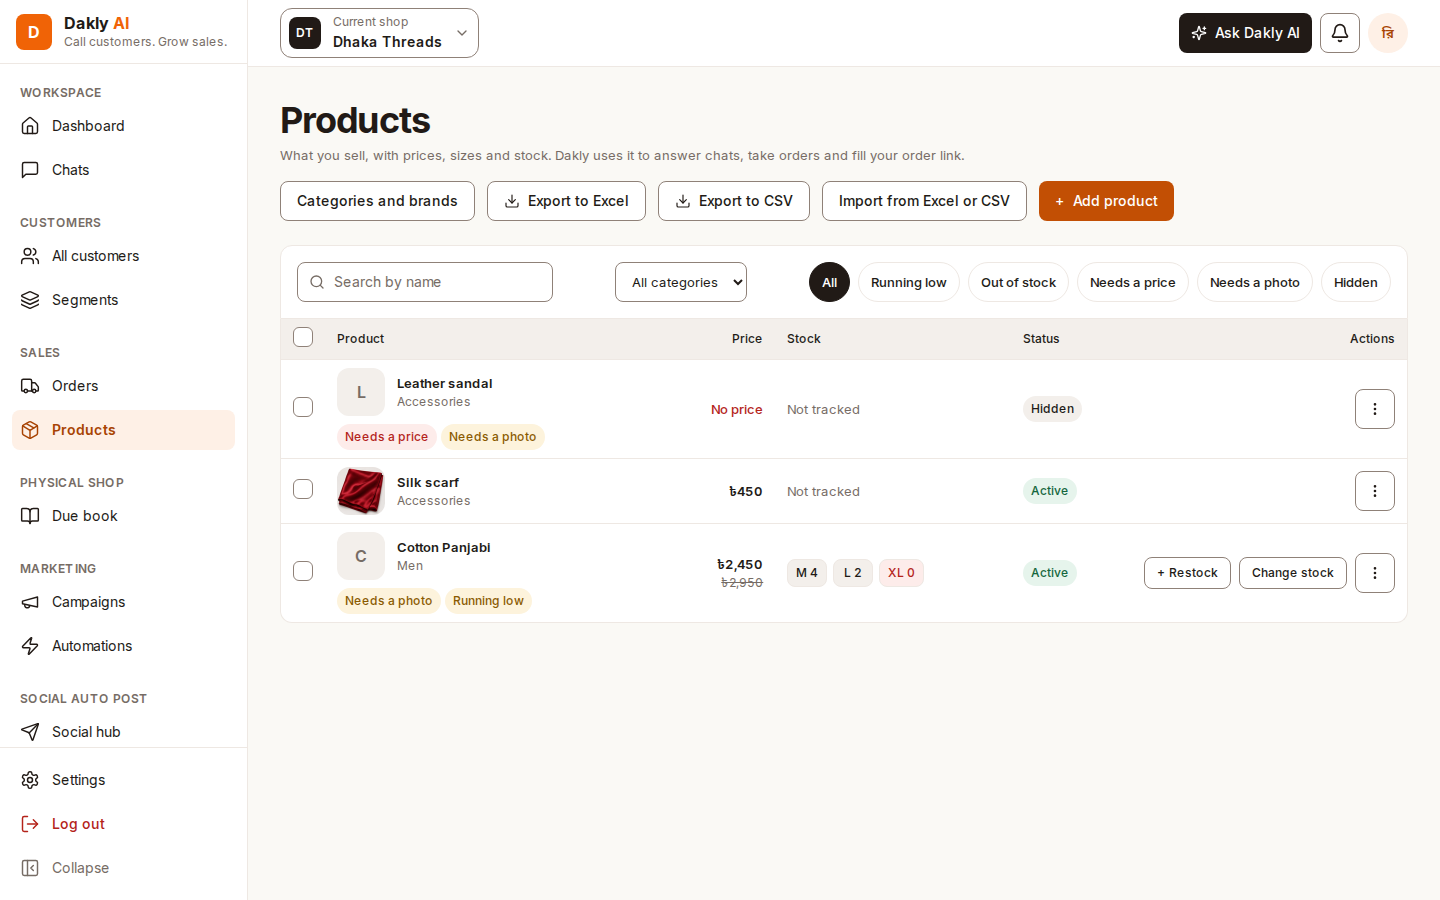 D
Dakly AI
Call customers. Grow sales.
WORKSPACE
Dashboard
Chats
CUSTOMERS
All customers
Segments
SALES
Orders
Products
PHYSICAL SHOP
Due book
MARKETING
Campaigns
Automations
SOCIAL AUTO POST
Social hub
Settings
Log out
Collapse
DT
Current shop
Dhaka Threads
Ask Dakly AI
রি
Products
What you sell, with prices, sizes and stock. Dakly uses it to answer chats, take orders and fill your order link.
Categories and brands
Export to Excel
Export to CSV
Import from Excel or CSV
+ Add product
Search by name
All categories
All
Running low
Out of stock
Needs a price
Needs a photo
Hidden
Product
Price
Stock
Status
Actions
L
Leather sandal
Accessories
Needs a price
Needs a photo
No price
Not tracked
Hidden
Silk scarf
Accessories
৳450
Not tracked
Active
C
Cotton Panjabi
Men
Needs a photo
Running low
৳2,450
৳2,950
M 4
L 2
XL 0
Active
+ Restock
Change stock